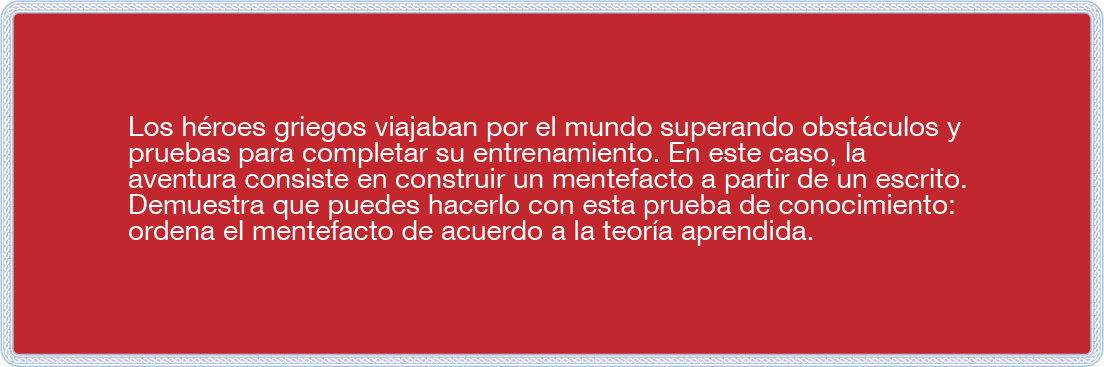 Los héroes griegos viajaban por el mundo superando obstáculos y
pruebas para completar su entrenamiento. En este caso, la
aventura consiste en construir un mentefacto a partir de un escrito.
Demuestra que puedes hacerlo con esta prueba de conocimiento:
ordena el mentefacto de acuerdo a la teoría aprendida.